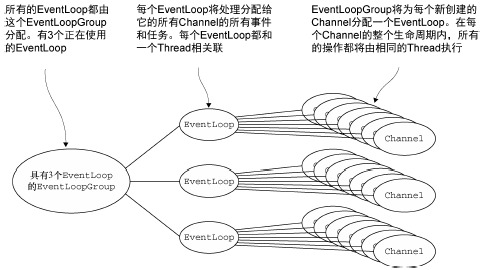 所有的EventLoop都由
这个EventLoopGroup
分配。有3个正在使用
的EventLoop
每个EventLoop将处理分配给
它的所有Channel的所有事件
和任务。每个EventLoop都和
一个Thread相关联
EventLoopGroup将为每个新创建的
Channel分配一个EventLoop。在每
个Channel的整个生命周期内，所有
的操作都将由相同的Thread执行
EventLoop
Channel
具有3个EventLoop
的EventLoopGroup
EventLoop
Channel
EventLoop
Channel